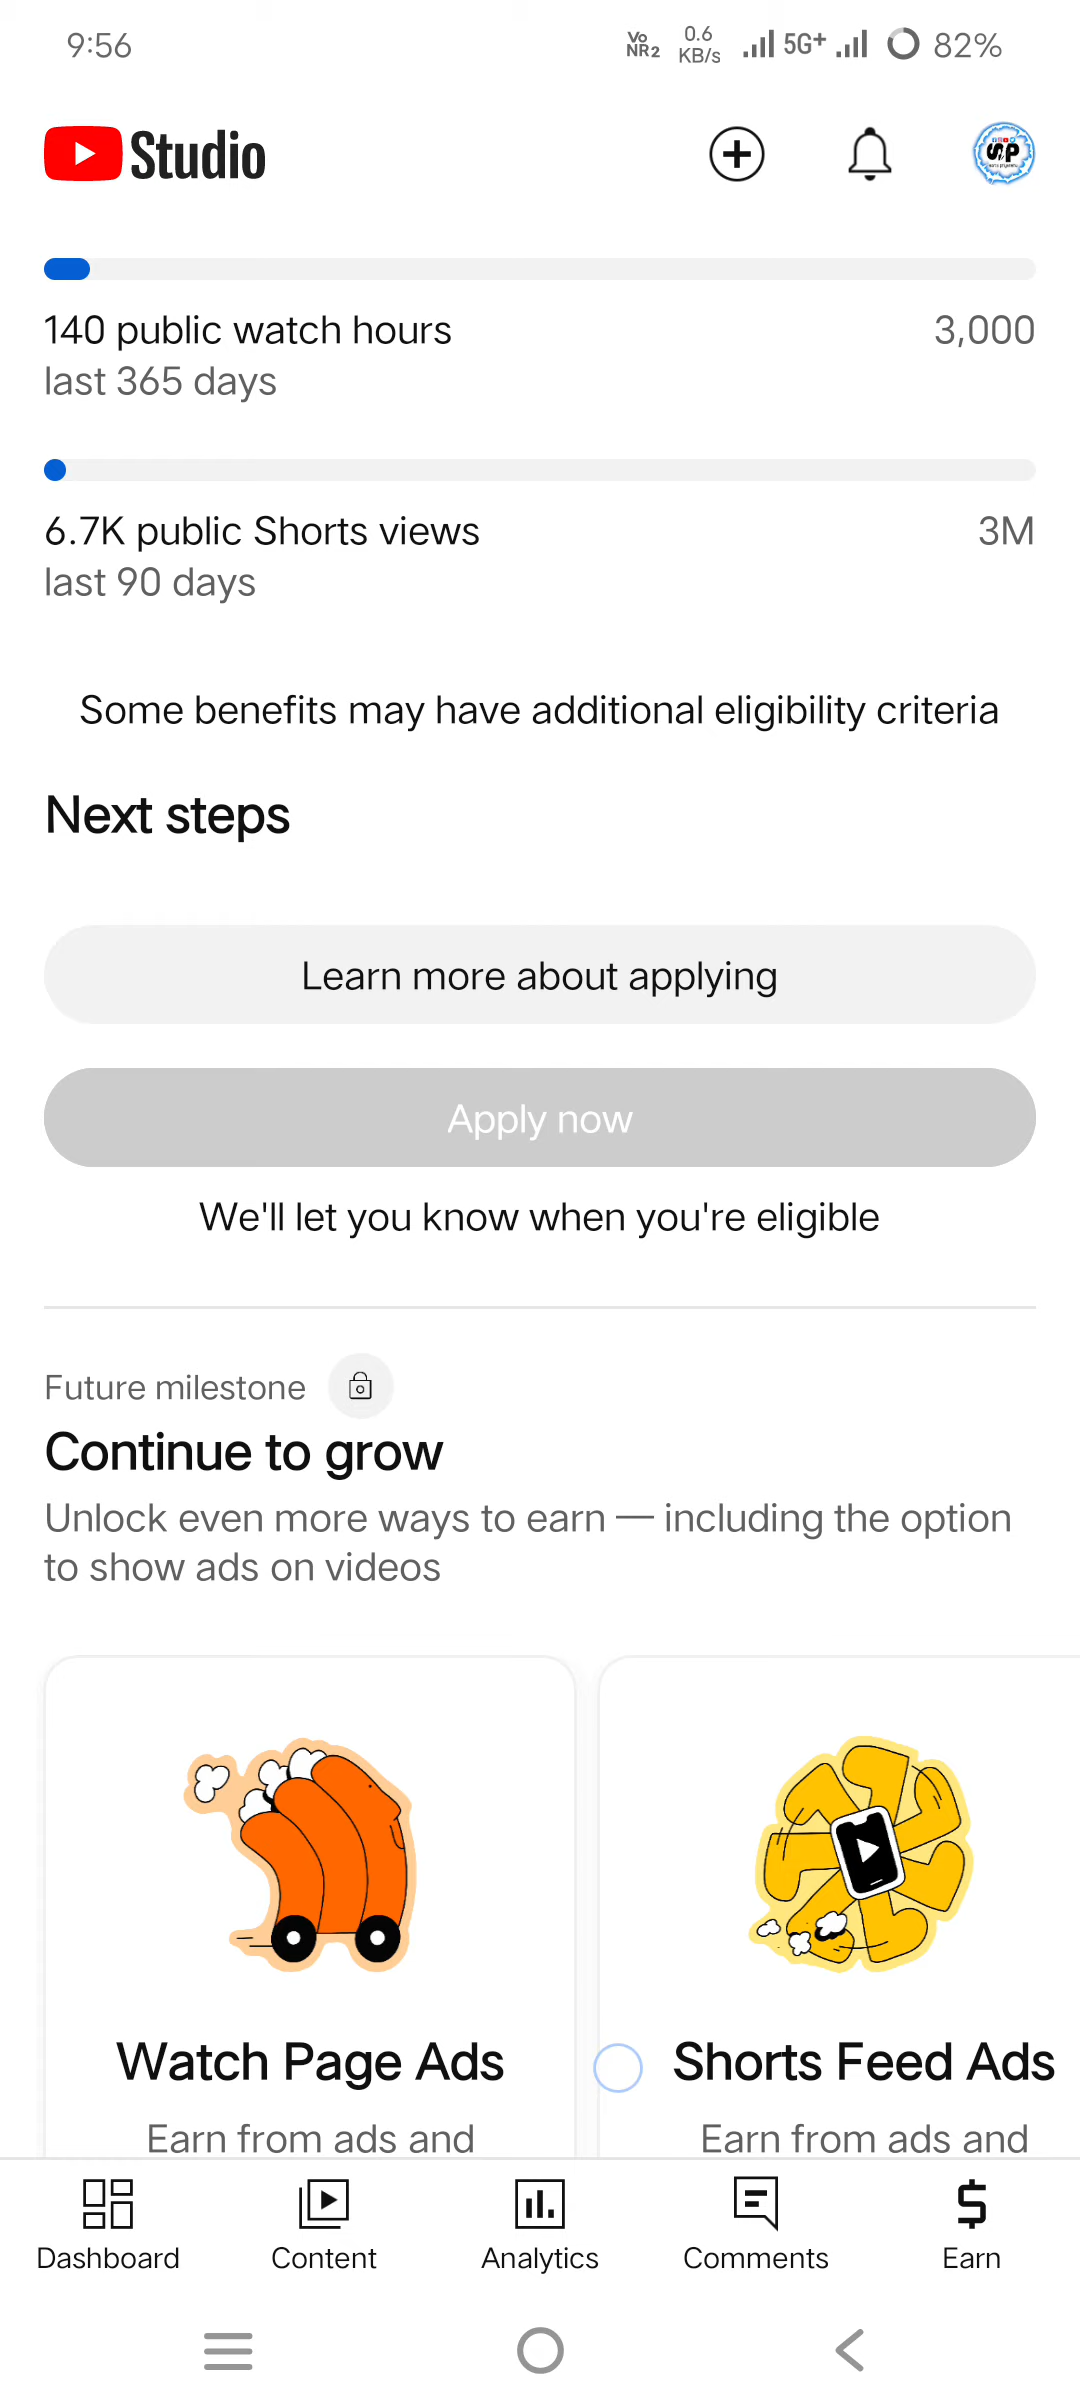 9:56
Vo
NR2
0.6
KB/s
5G+
82%
Studio
140 public watch hours 3,000
last 365 days
6.7K public Shorts views 3M
last 90 days
Some benefits may have additional eligibility criteria
Next steps
Learn more about applying
Apply now
We'll let you know when you're eligible
Future milestone
Continue to grow
Unlock even more ways to earn — including the option
to show ads on videos
Watch Page Ads
Earn from ads and
Shorts Feed Ads
Earn from ads and
Dashboard Content Analytics Comments Earn